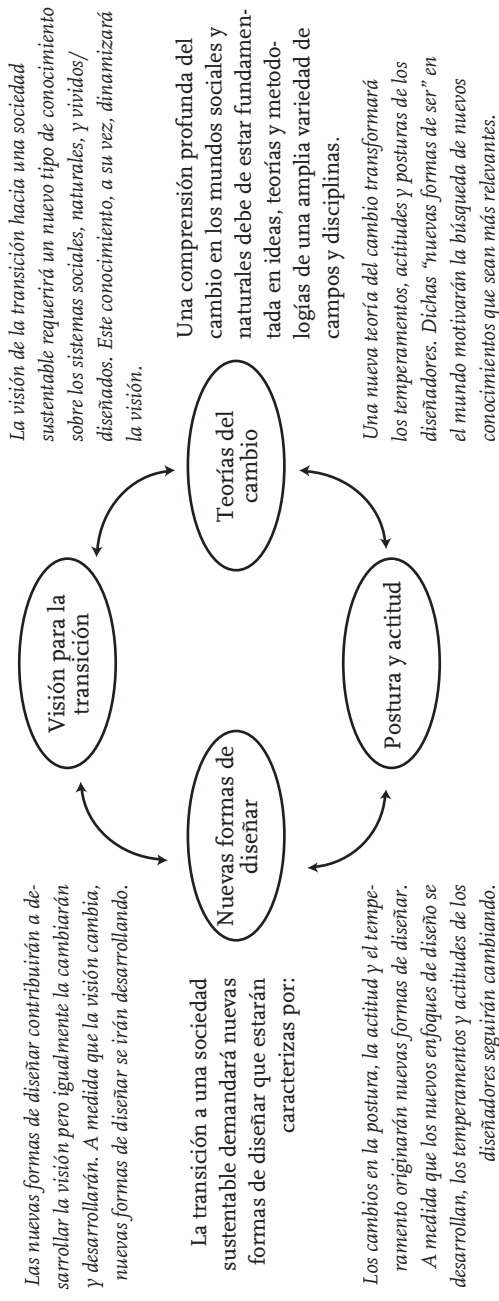 Las nuevas formas de diseñar contribuirán a de-
sarrollar la visión pero igualmente la cambiarán
y desarrollarán. A medida que la visión cambia,
nuevas formas de diseñar se irán desarrollando.
Visión para la
transición
La visión de la transición hacia una sociedad
sustentable requerirá un nuevo tipo de conocimiento
sobre los sistemas sociales, naturales, y vividos/
diseñados. Este conocimiento, a su vez, dinamizará
la visión.
La transición a una sociedad
sustentable demandará nuevas
formas de diseñar que estarán
caracterizas por:
Nuevas formas de
diseñar
Teorías del
cambio
Una comprensión profunda del
cambio en los mundos sociales y
naturales debe de estar fundamen-
tada en ideas, teorías y metodo-
logías de una amplia variedad de
campos y disciplinas.
Los cambios en la postura, la actitud y el tempe-
ramento originarán nuevas formas de diseñar.
A medida que los nuevos enfoques de diseño se
desarrollan, los temperamentos y actitudes de los
diseñadores seguirán cambiando.
Postura y actitud
Una nueva teoría del cambio transformará
los temperamentos, actitudes y posturas de los
diseñadores. Dichas “nuevas formas de ser” en
el mundo motivarán la búsqueda de nuevos
conocimientos que sean más relevantes.